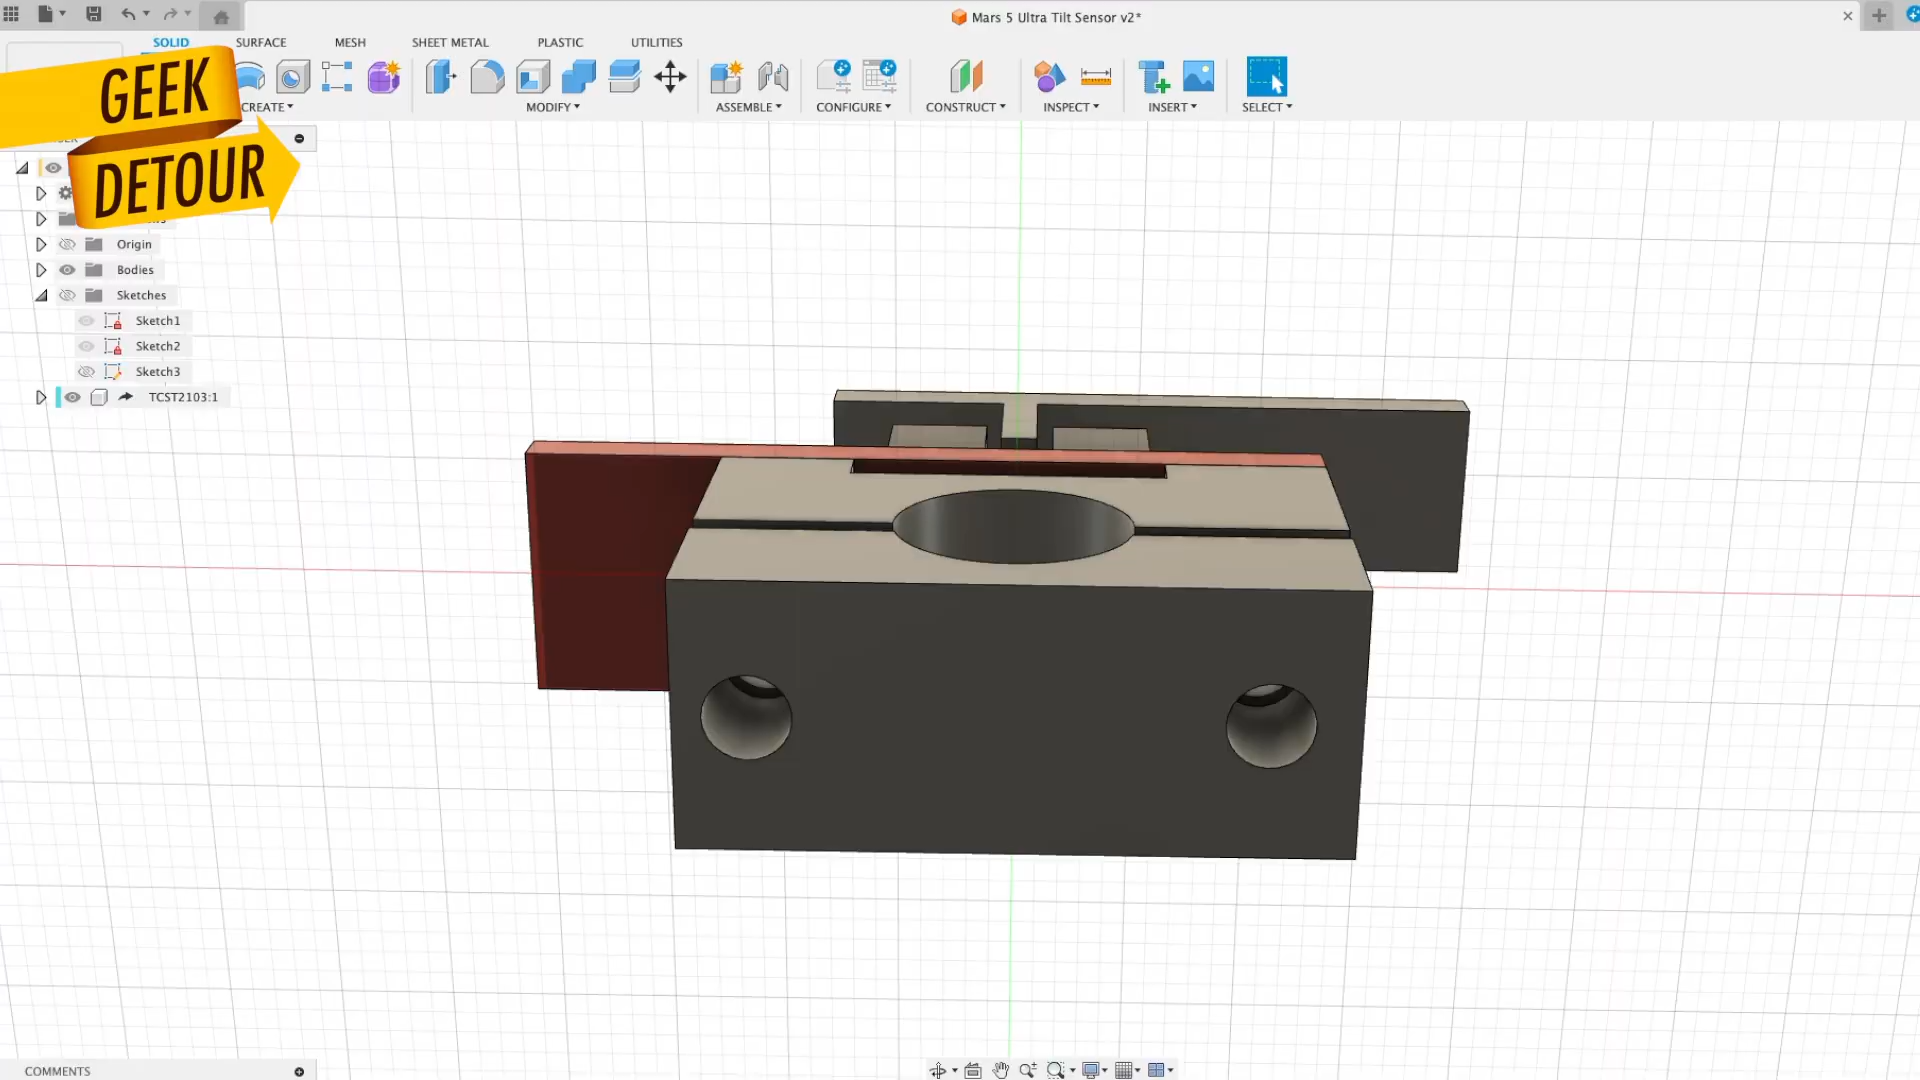 Mars 5 Ultra Tilt Sensor v2*
SOLID SURFACE MESH SHEET METAL PLASTIC UTILITIES
CREATE MODIFY ASSEMBLE CONFIGURE CONSTRUCT INSPECT INSERT SELECT
GEEK
DETOUR
Origin
Bodies
Sketches
Sketch1
Sketch2
Sketch3
TCST2103:1
COMMENTS